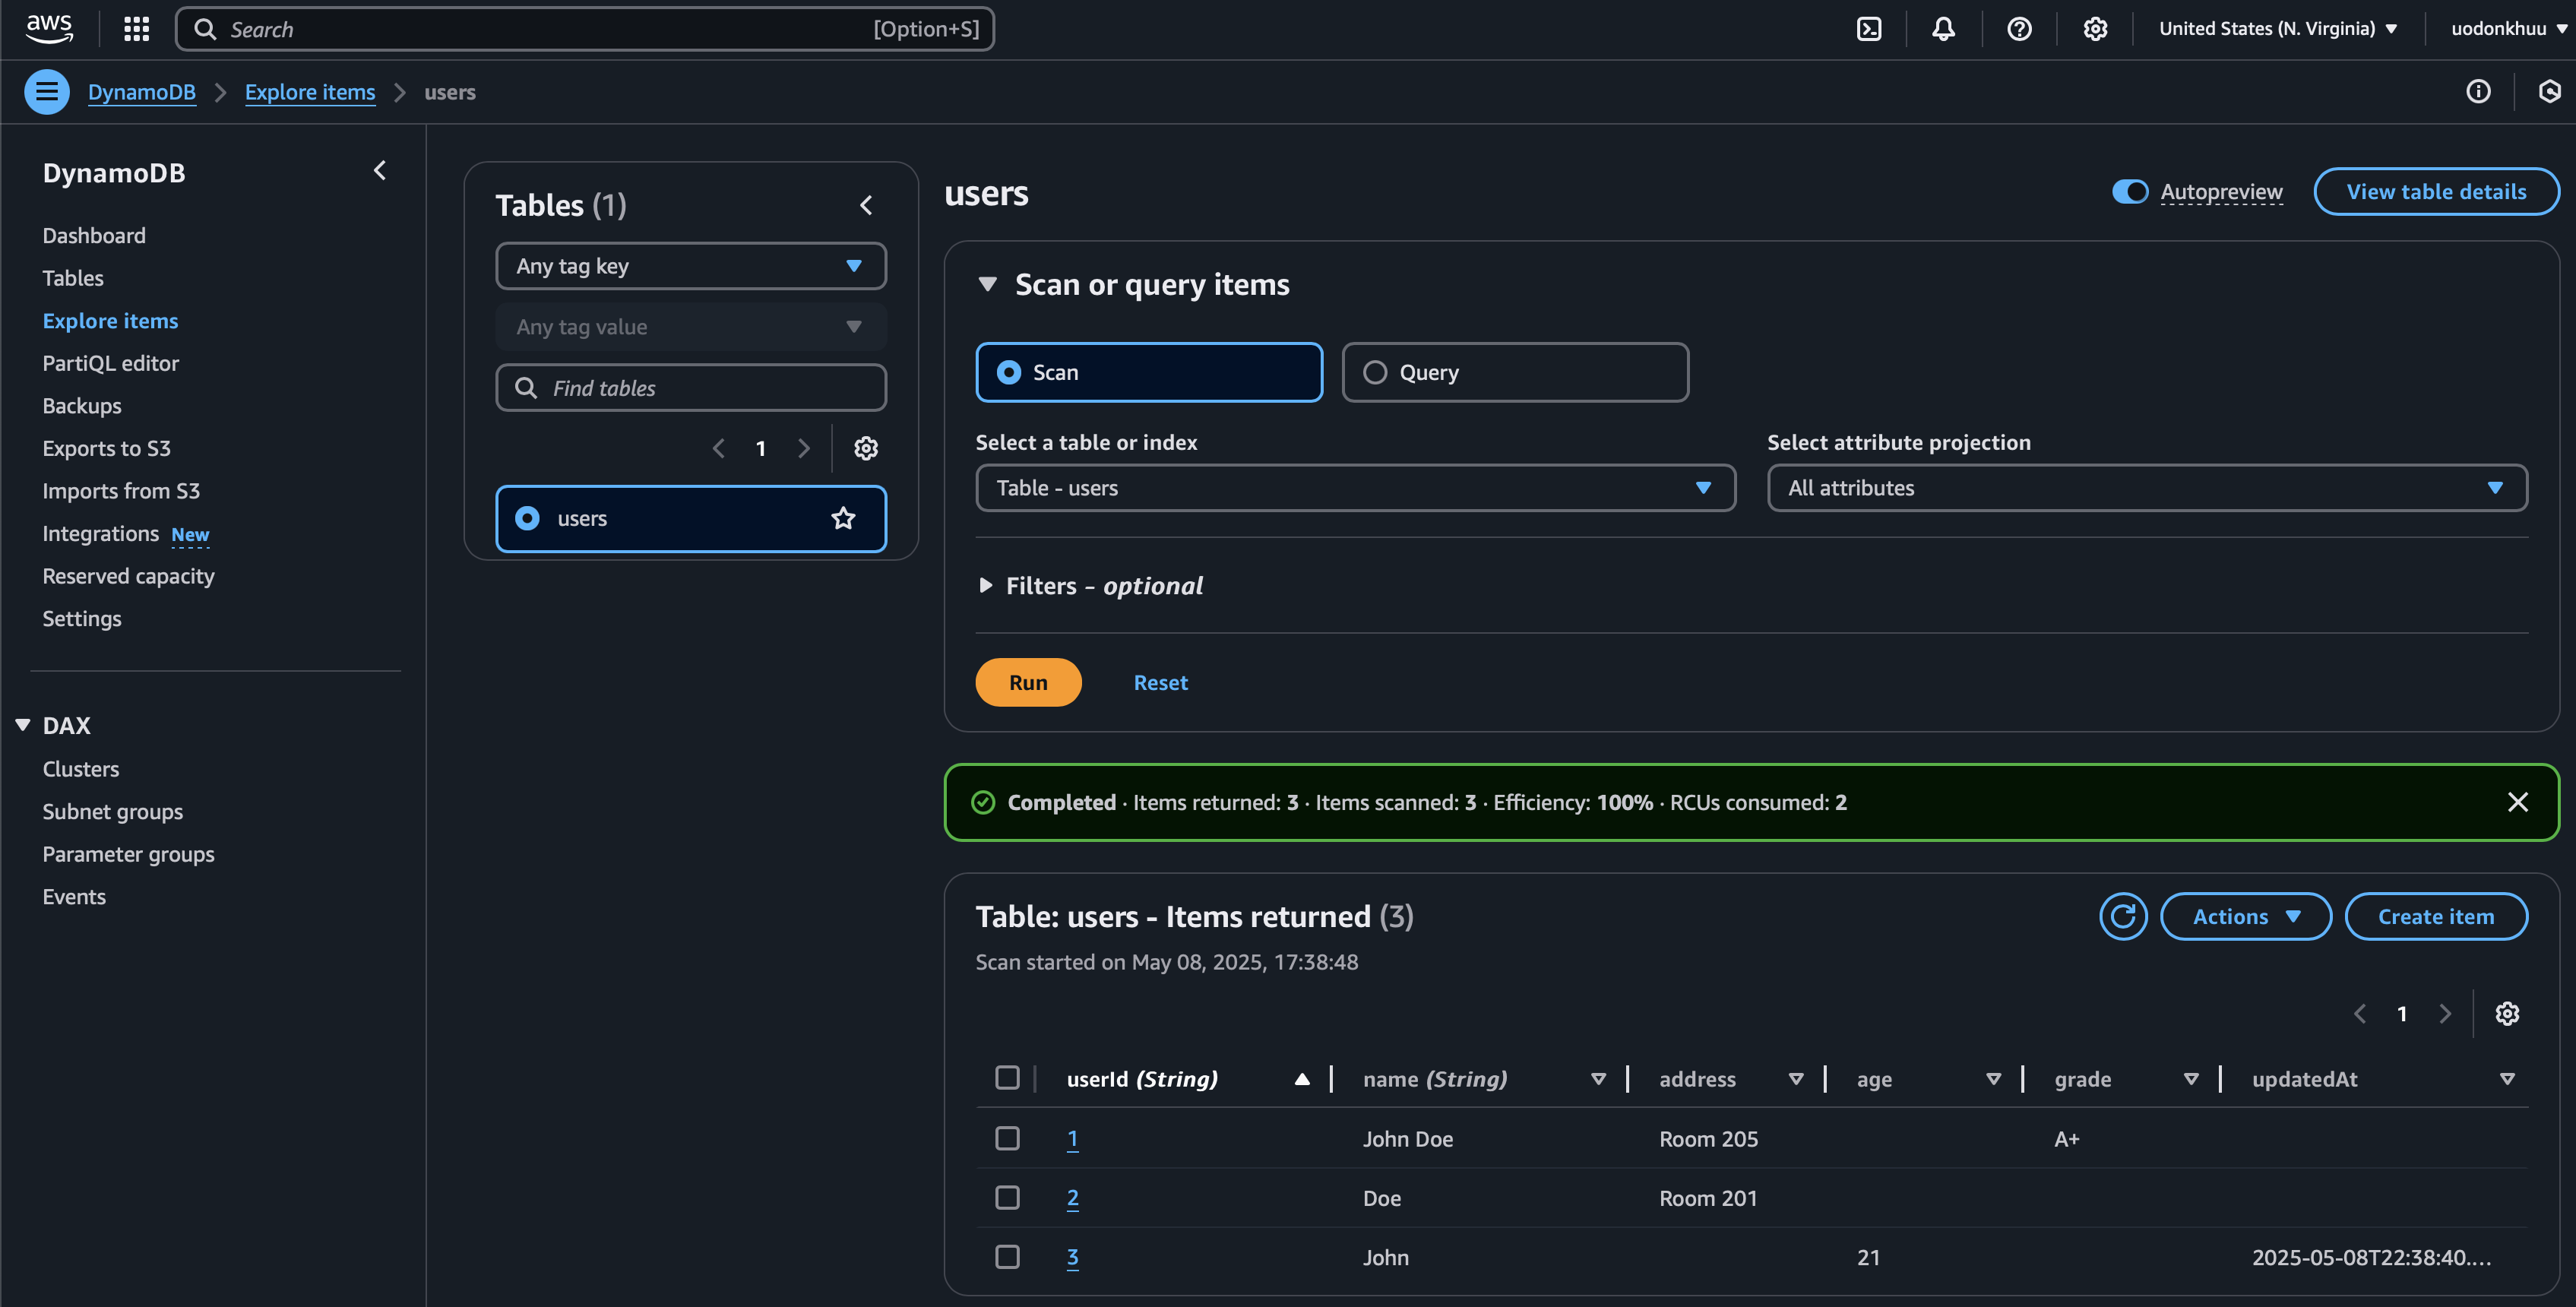 aws
Search [Option+S]
United States (N. Virginia)
uodonkhuu
DynamoDB
Explore items
users
DynamoDB
Dashboard
Tables
Explore items
PartiQL editor
Backups
Exports to S3
Imports from S3
Integrations New
Reserved capacity
Settings
DAX
Clusters
Subnet groups
Parameter groups
Events
Tables (1)
Any tag key
Any tag value
Find tables
1
users
users
Autopreview
View table details
Scan or query items
Scan
Query
Select a table or index
Table - users
Select attribute projection
All attributes
Filters - optional
Run
Reset
Completed · Items returned: 3 · Items scanned: 3 · Efficiency: 100% · RCUs consumed: 2
Table: users - Items returned (3)
Actions
Create item
Scan started on May 08, 2025, 17:38:48
1
userId (String) name (String) address age grade updatedAt
1 John Doe Room 205 A+
2 Doe Room 201
3 John 21 2025-05-08T22:38:40....